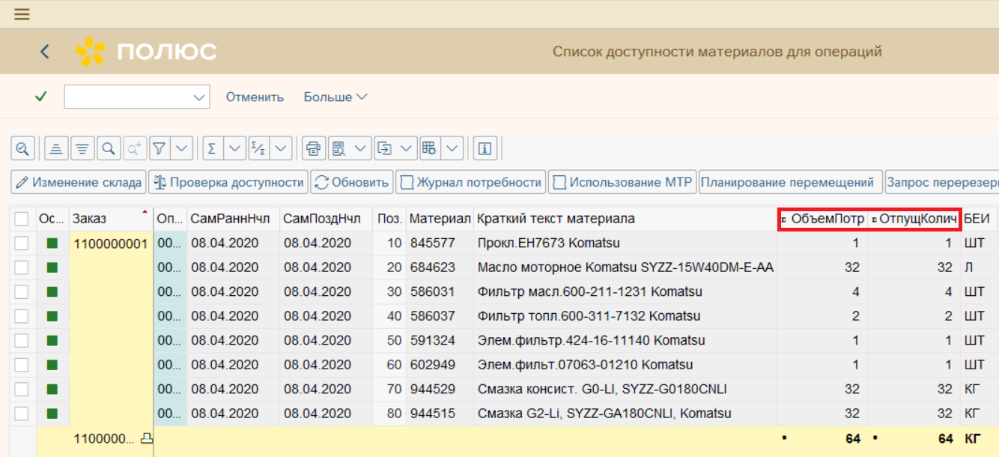 ПОЛЮС
Список доступности материалов для операций
Отменить Больше
Изменение склада Проверка доступности Обновить Журнал потребности Использование МТР Планирование перемещений Запрос перерезер
Ос... Заказ Оп... СамРаннНчл СамПоздНчл Поз. Материал Краткий текст материала Σ ОбъемПотр Σ ОтпущКолич БЕИ
1100000001 00... 08.04.2020 08.04.2020 10 845577 Прокл.EH7673 Komatsu 1 1 ШТ
00... 08.04.2020 08.04.2020 20 684623 Масло моторное Komatsu SYZZ-15W40DM-E-AA 32 32 Л
00... 08.04.2020 08.04.2020 30 586031 Фильтр масл.600-211-1231 Komatsu 4 4 ШТ
00... 08.04.2020 08.04.2020 40 586037 Фильтр топл.600-311-7132 Komatsu 2 2 ШТ
00... 08.04.2020 08.04.2020 50 591324 Элем.фильтр.424-16-11140 Komatsu 1 1 ШТ
00... 08.04.2020 08.04.2020 60 602949 Элем.фильт.07063-01210 Komatsu 1 1 ШТ
00... 08.04.2020 08.04.2020 70 944529 Смазка консист. G0-LI, SYZZ-G0180CNLI 32 32 КГ
00... 08.04.2020 08.04.2020 80 944515 Смазка G2-Li, SYZZ-GA180CNLI, Komatsu 32 32 КГ
1100000... ▪ 64 ▪ 64 КГ